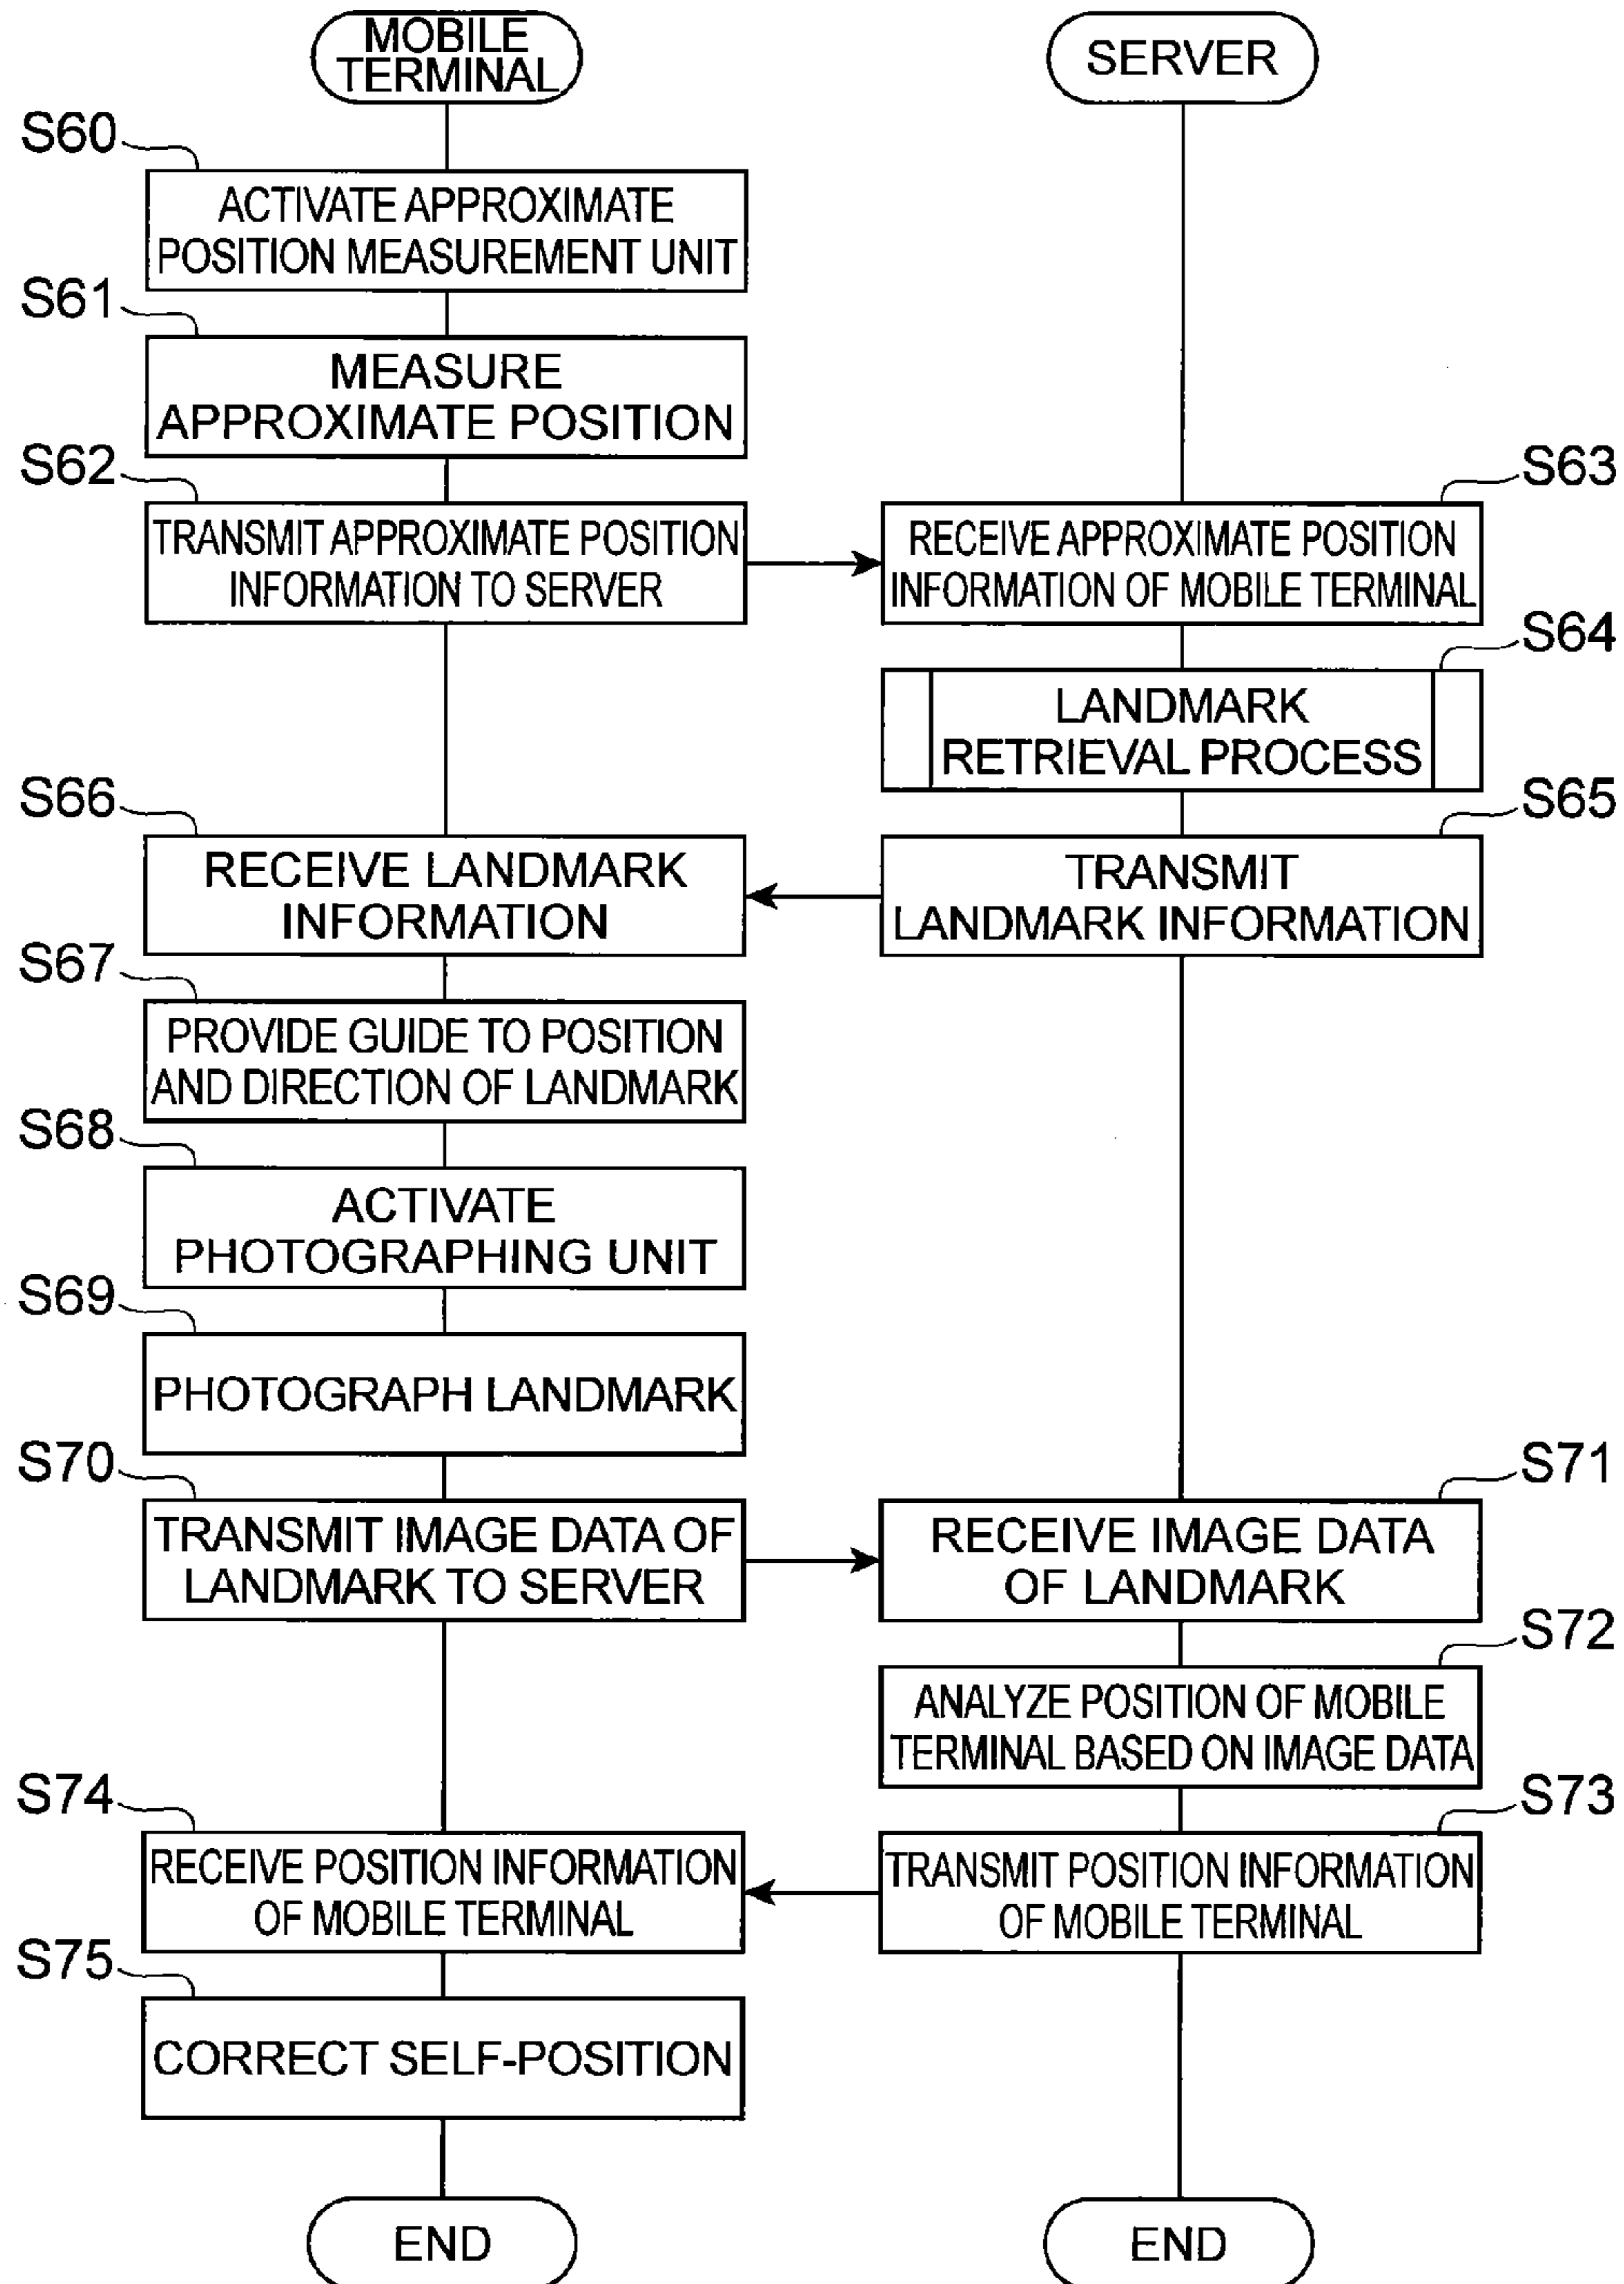 MOBILE
TERMINAL
SERVER
S60
ACTIVATE APPROXIMATE
POSITION MEASUREMENT UNIT
S61
MEASURE
APPROXIMATE POSITION
S62
TRANSMIT APPROXIMATE POSITION
INFORMATION TO SERVER
S63
RECEIVE APPROXIMATE POSITION
INFORMATION OF MOBILE TERMINAL
S64
LANDMARK
RETRIEVAL PROCESS
S65
TRANSMIT
LANDMARK INFORMATION
S66
RECEIVE LANDMARK
INFORMATION
S67
PROVIDE GUIDE TO POSITION
AND DIRECTION OF LANDMARK
S68
ACTIVATE
PHOTOGRAPHING UNIT
S69
PHOTOGRAPH LANDMARK
S70
TRANSMIT IMAGE DATA OF
LANDMARK TO SERVER
S71
RECEIVE IMAGE DATA
OF LANDMARK
S72
ANALYZE POSITION OF MOBILE
TERMINAL BASED ON IMAGE DATA
S73
TRANSMIT POSITION INFORMATION
OF MOBILE TERMINAL
S74
RECEIVE POSITION INFORMATION
OF MOBILE TERMINAL
S75
CORRECT SELF-POSITION
END
END